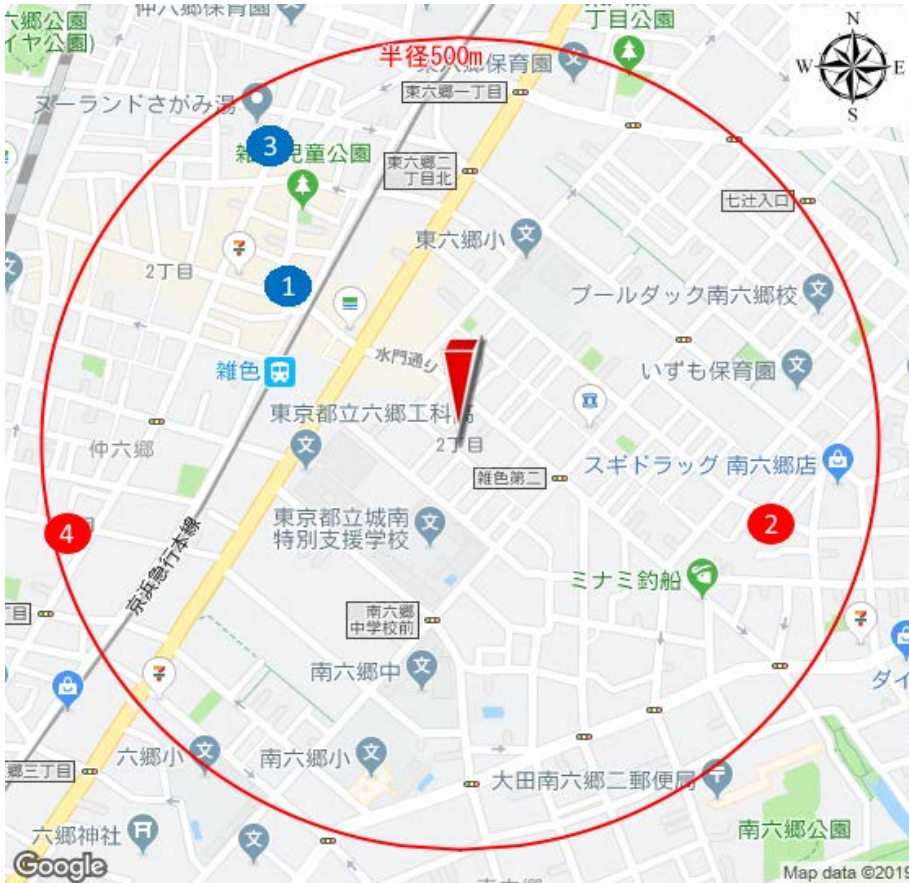 六郷公園
イヤ公園)
仲六郷保育園
丁目公園
N
W
E
S
半径500m
東六郷保育園
ヌーランドさがみ湯
東六郷一丁目
3
雑色児童公園
東六郷二
丁目北
七辻入口
東六郷小
2丁目
1
プールダック南六郷校
水門通り
雑色
いずも保育園
東京都立六郷工科高
仲六郷
2丁目
雑色第二
スギドラッグ 南六郷店
4
2
東京都立城南
特別支援学校
京浜急行本線
ミナミ釣船
南六郷
中学校前
丁目
南六郷中
ダイ
六郷小
南六郷小
郷三丁目
大田南六郷二郵便局
六郷神社
南六郷公園
Google
Map data ©2019